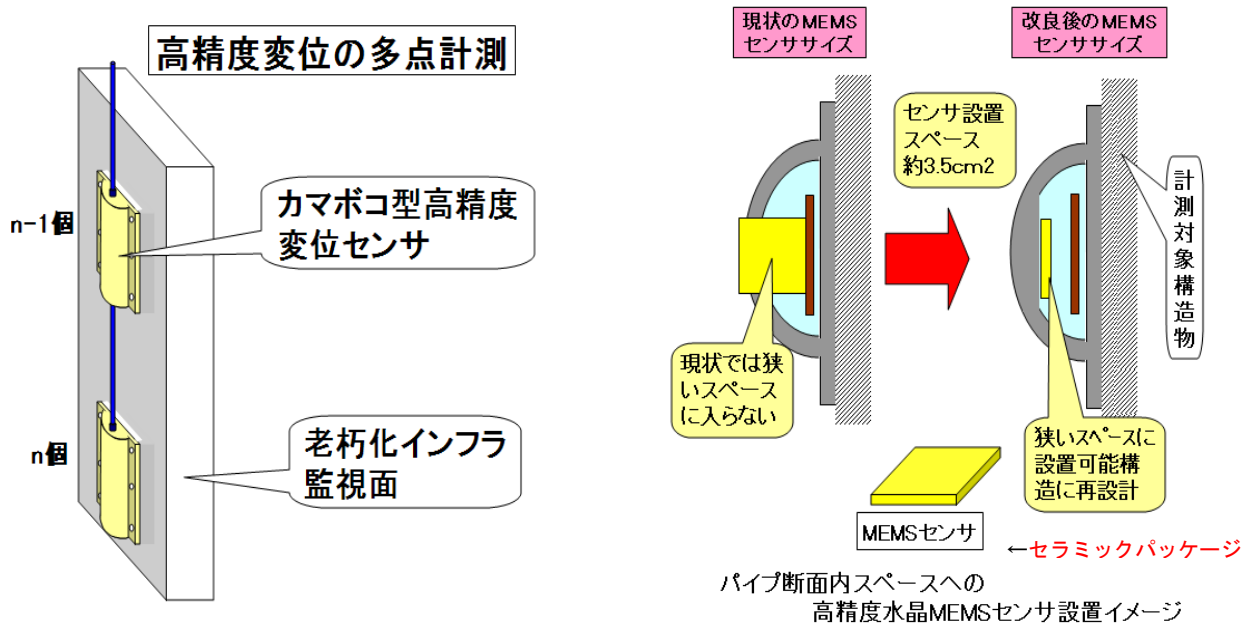 高精度変位の多点計測
n-1個
カマボコ型高精度
変位センサ
n個
老朽化インフラ
監視面
現状のMEMS
センササイズ
改良後のMEMS
センササイズ
センサ設置
スペース
約3.5cm2
計測対象構造物
現状では狭
いスペース
に入らない
狭いスペースに
設置可能構
造に再設計
MEMSセンサ
←セラミックパッケージ
パイプ断面内スペースへの
高精度水晶MEMSセンサ設置イメージ